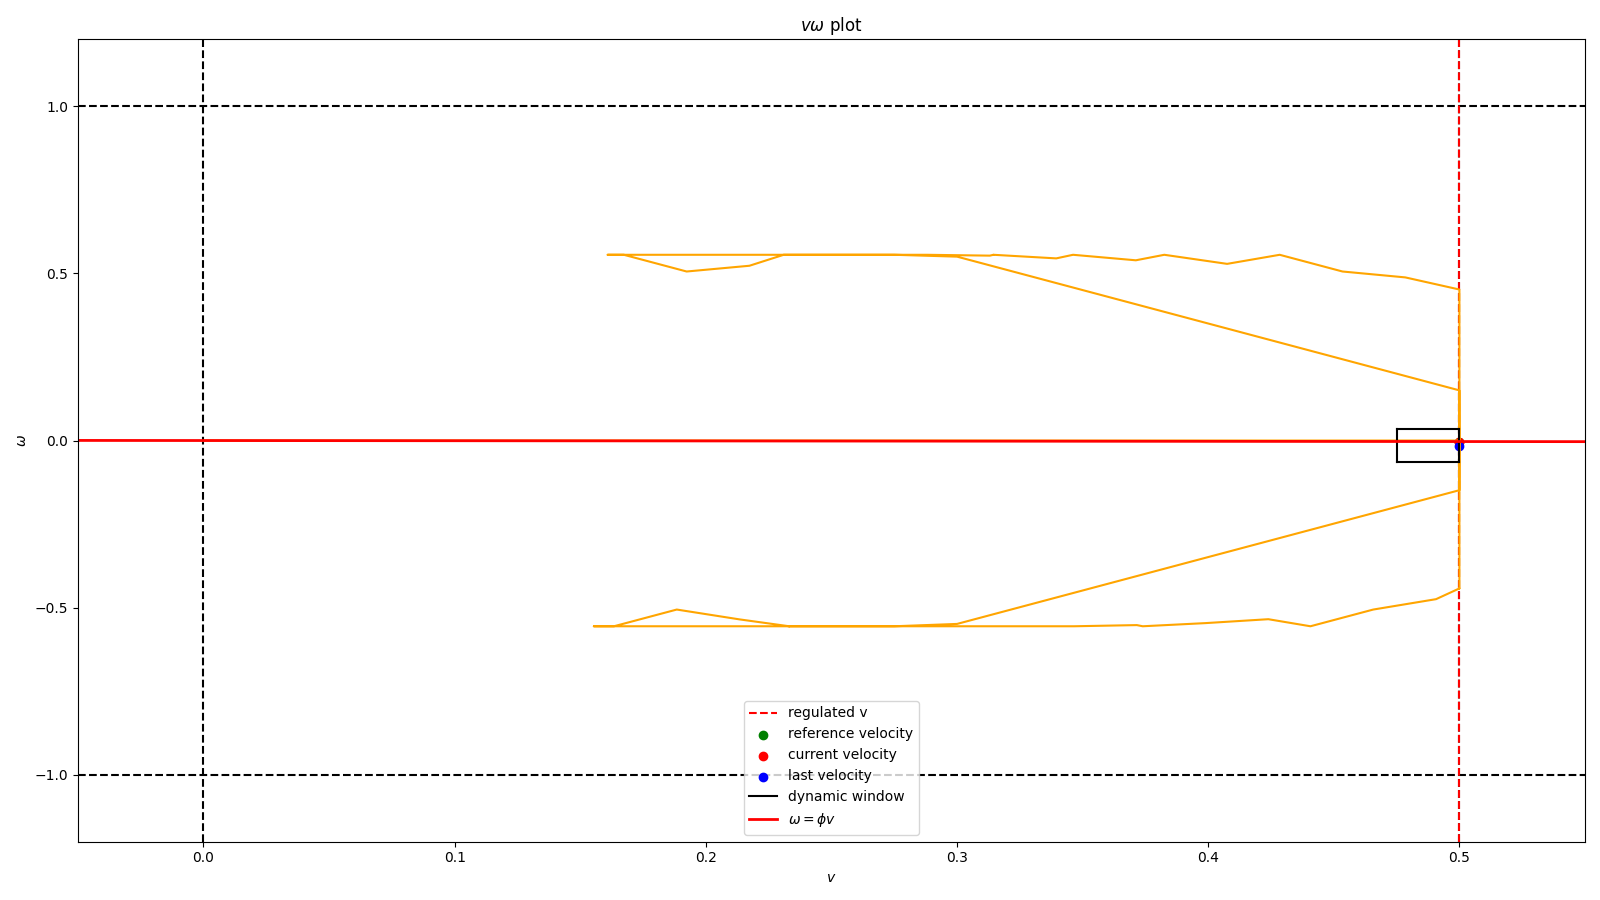 vω plot
1.0
0.5
0.0
−0.5
−1.0
ω
regulated v
reference velocity
current velocity
last velocity
dynamic window
ω = ϕv
0.0 0.1 0.2 0.3 0.4 0.5
v